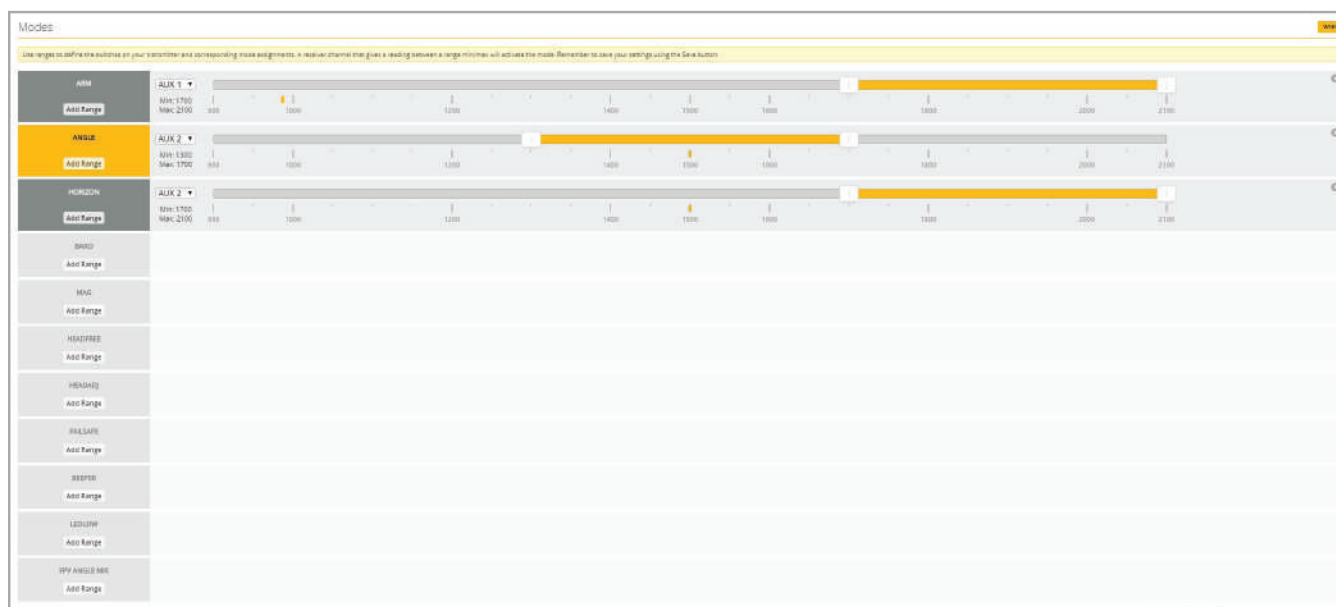 Modes
Use ranges to define the switches on your transmitter and corresponding mode assignments. A receiver channel that gives a reading between a range min/max will activate the mode. Remember to save your settings using the Save button.
ARM
Add Range
AUX 1
Min: 1700
Max: 2100
900 1000 1200 1400 1500 1600 1800 2000 2100
ANGLE
Add Range
AUX 2
Min: 1300
Max: 1700
900 1000 1200 1400 1500 1600 1800 2000 2100
HORIZON
Add Range
AUX 2
Min: 1700
Max: 2100
900 1000 1200 1400 1500 1600 1800 2000 2100
BARO
Add Range
MAG
Add Range
HEADFREE
Add Range
HEADADJ
Add Range
FAILSAFE
Add Range
BEEPER
Add Range
LEDLOW
Add Range
FPV ANGLE MIX
Add Range